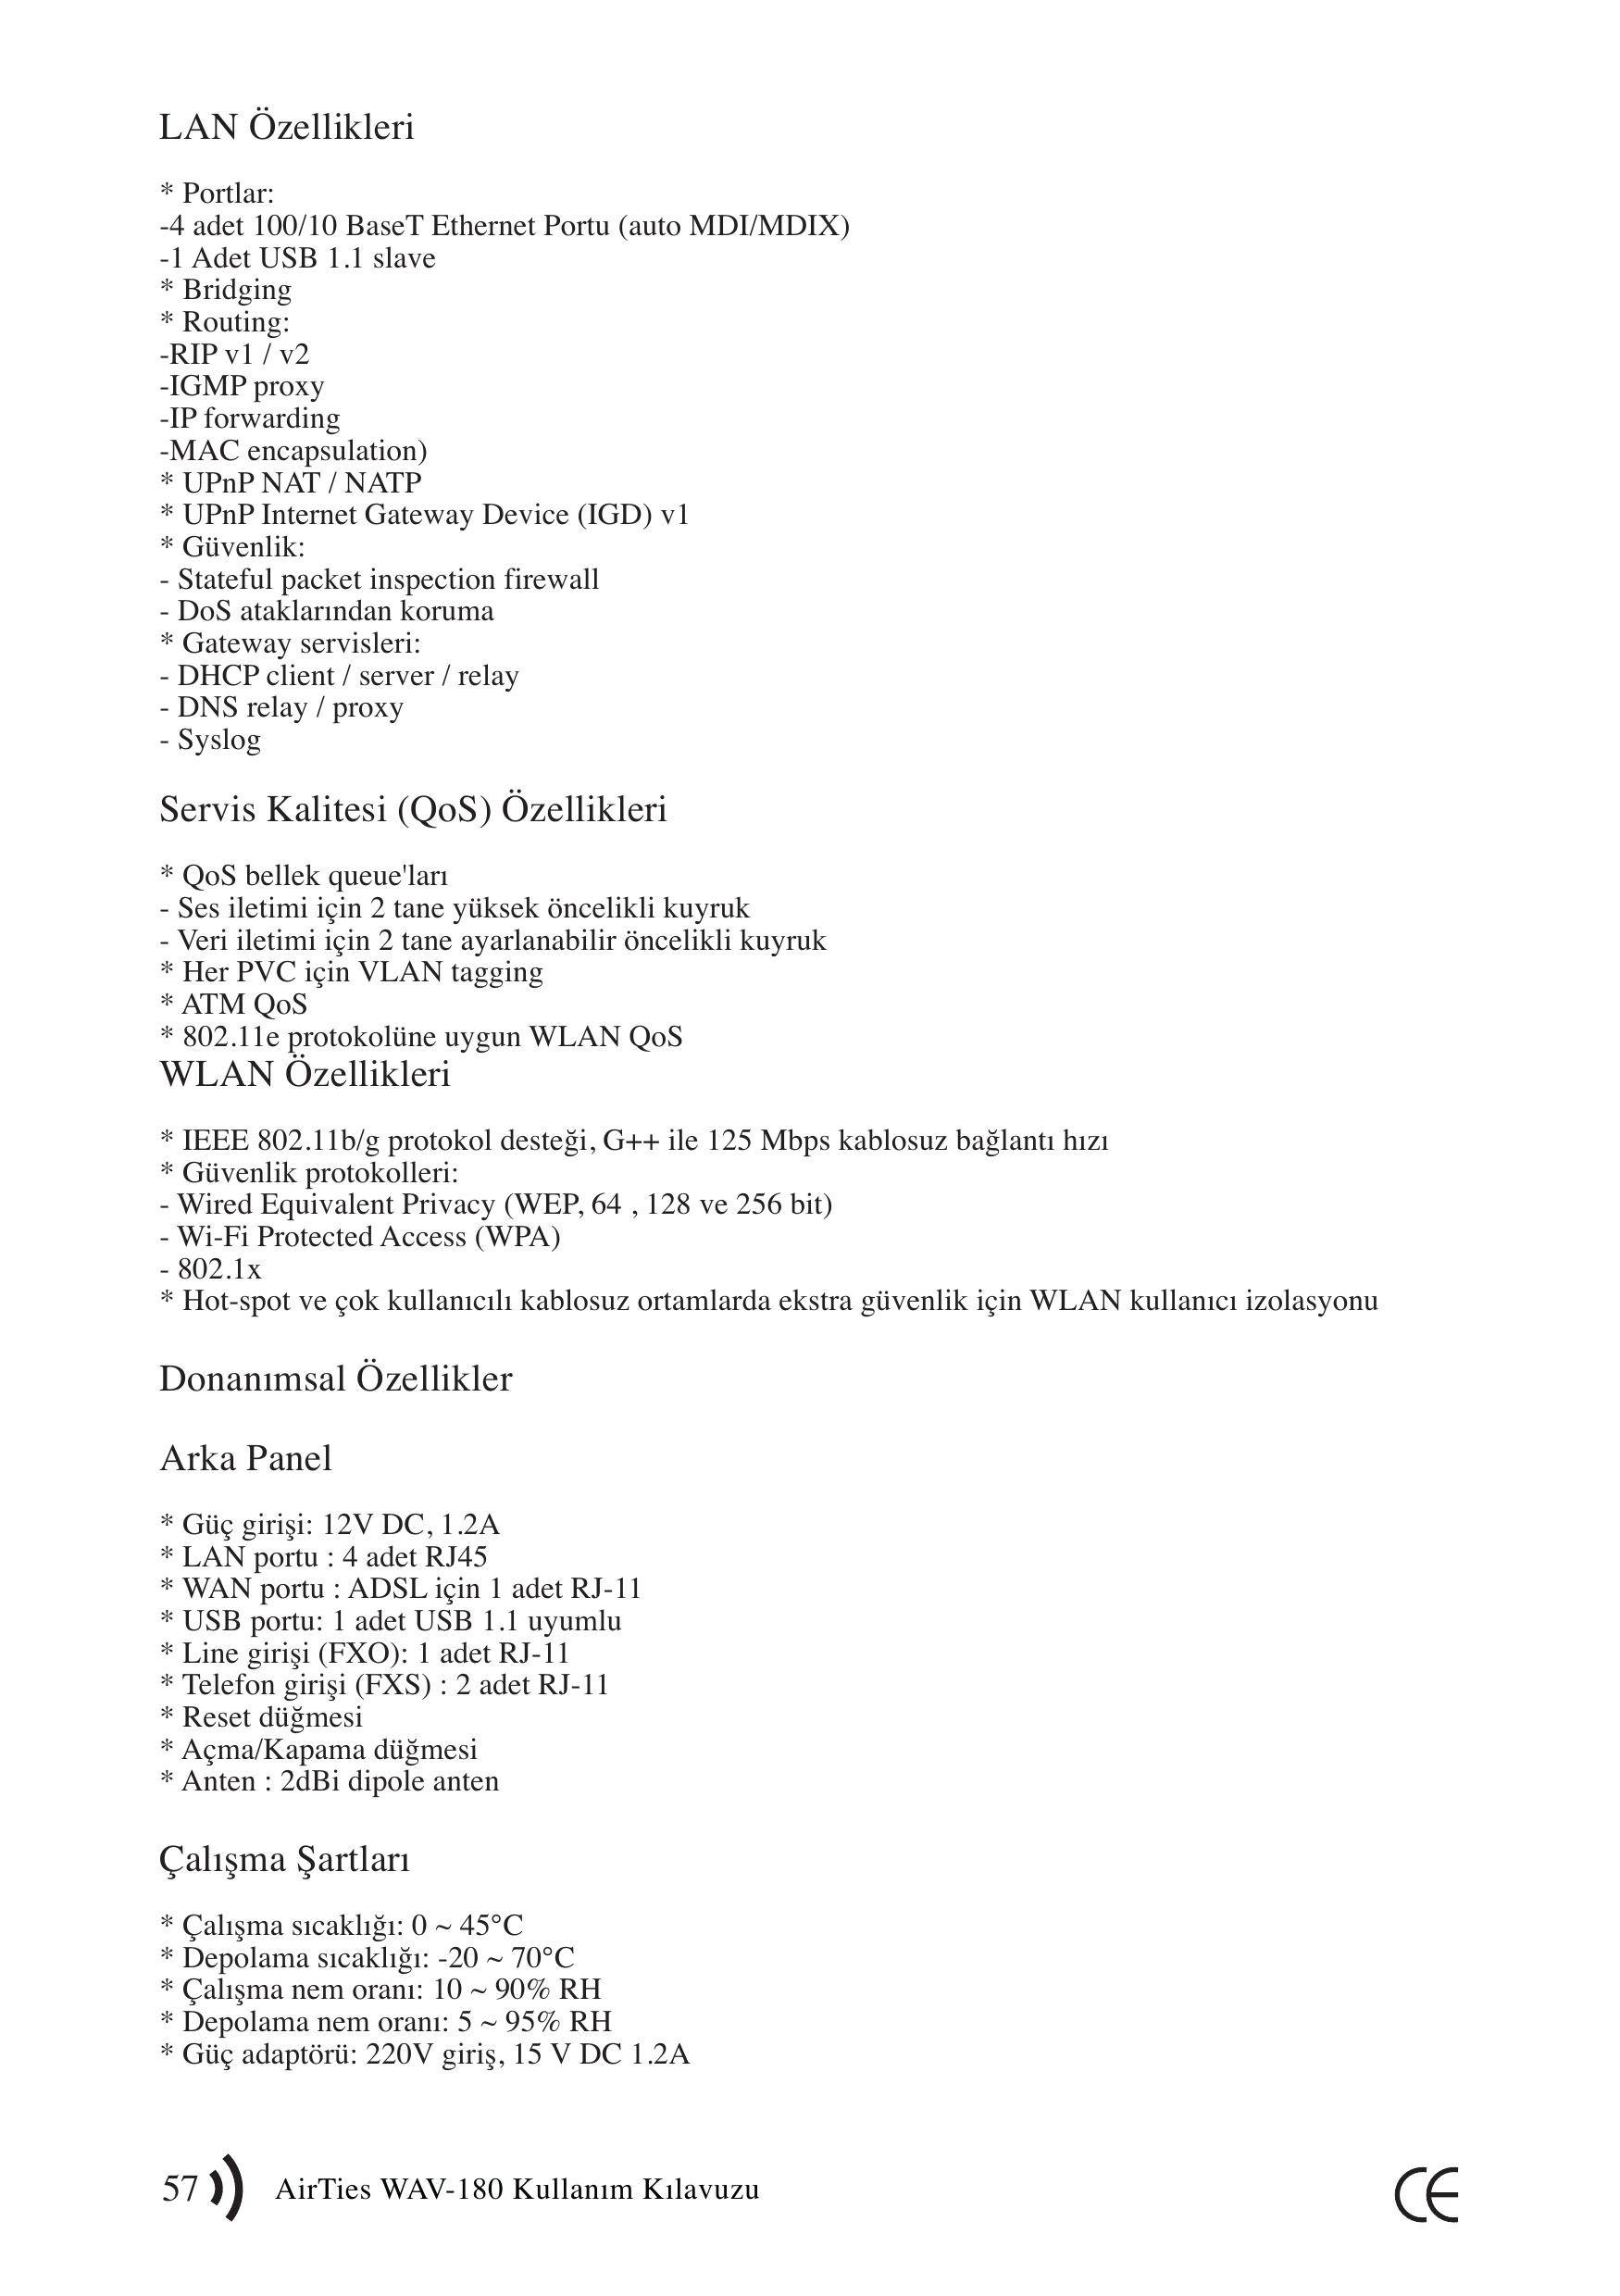 LAN Özellikleri
* Portlar:
-4 adet 100/10 BaseT Ethernet Portu (auto MDI/MDIX)
-1 Adet USB 1.1 slave
* Bridging
* Routing:
-RIP v1 / v2
-IGMP proxy
-IP forwarding
-MAC encapsulation)
* UPnP NAT / NATP
* UPnP Internet Gateway Device (IGD) v1
* Güvenlik:
- Stateful packet inspection firewall
- DoS ataklarından koruma
* Gateway servisleri:
- DHCP client / server / relay
- DNS relay / proxy
- Syslog
Servis Kalitesi (QoS) Özellikleri
* QoS bellek queue'ları
- Ses iletimi için 2 tane yüksek öncelikli kuyruk
- Veri iletimi için 2 tane ayarlanabilir öncelikli kuyruk
* Her PVC için VLAN tagging
* ATM QoS
* 802.11e protokolüne uygun WLAN QoS
WLAN Özellikleri
* IEEE 802.11b/g protokol desteği, G++ ile 125 Mbps kablosuz bağlantı hızı
* Güvenlik protokolleri:
- Wired Equivalent Privacy (WEP, 64 , 128 ve 256 bit)
- Wi-Fi Protected Access (WPA)
- 802.1x
* Hot-spot ve çok kullanıcılı kablosuz ortamlarda ekstra güvenlik için WLAN kullanıcı izolasyonu
Donanımsal Özellikler
Arka Panel
* Güç girişi: 12V DC, 1.2A
* LAN portu : 4 adet RJ45
* WAN portu : ADSL için 1 adet RJ-11
* USB portu: 1 adet USB 1.1 uyumlu
* Line girişi (FXO): 1 adet RJ-11
* Telefon girişi (FXS) : 2 adet RJ-11
* Reset düğmesi
* Açma/Kapama düğmesi
* Anten : 2dBi dipole anten
Çalışma Şartları
* Çalışma sıcaklığı: 0 ~ 45°C
* Depolama sıcaklığı: -20 ~ 70°C
* Çalışma nem oranı: 10 ~ 90% RH
* Depolama nem oranı: 5 ~ 95% RH
* Güç adaptörü: 220V giriş, 15 V DC 1.2A
57 AirTies WAV-180 Kullanım Kılavuzu CE